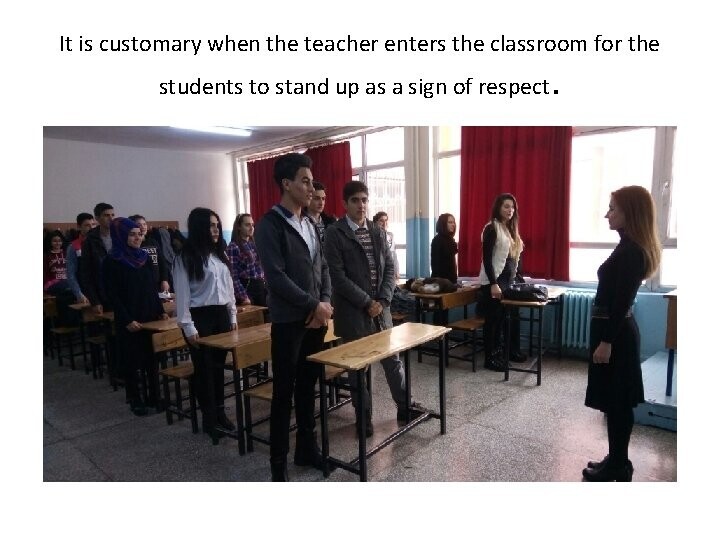 It is customary when the teacher enters the classroom for the
students to stand up as a sign of respect.